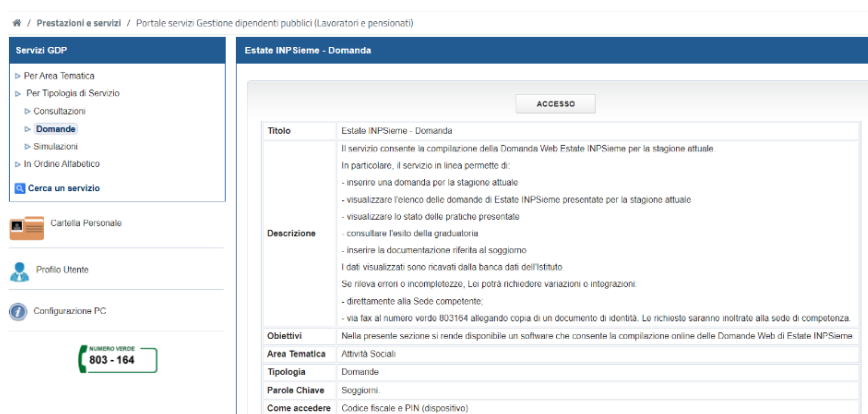 / Prestazioni e servizi / Portale servizi Gestione dipendenti pubblici (Lavoratori e pensionati)
Servizi GDP
Per Area Tematica
Per Tipologia di Servizio
Consultazioni
Domande
Simulazioni
In Ordine Alfabetico
Cerca un servizio
Cartella Personale
Profilo Utente
Configurazione PC
NUMERO VERDE
803 - 164
Estate INPSieme - Domanda
ACCESSO
Titolo Estate INPSieme - Domanda
Descrizione Il servizio consente la compilazione della Domanda Web Estate INPSieme per la stagione attuale.
In particolare, il servizio in linea permette di:
- inserire una domanda per la stagione attuale
- visualizzare l'elenco delle domande di Estate INPSieme presentate per la stagione attuale
- visualizzare lo stato delle pratiche presentate
- consultare l'esito della graduatoria
- inserire la documentazione riferita al soggiorno
I dati visualizzati sono ricavati dalla banca dati dell'Istituto.
Se rileva errori o incompletezze, Lei potrà richiedere variazioni o integrazioni:
- direttamente alla Sede competente;
- via fax al numero verde 803164 allegando copia di un documento di identità. Le richieste saranno inoltrate alla sede di competenza.
Obiettivi Nella presente sezione si rende disponibile un software che consente la compilazione online delle Domande Web di Estate INPSieme
Area Tematica Attività Sociali
Tipologia Domande
Parole Chiave Soggiorni.
Come accedere Codice fiscale e PIN (dispositivo)